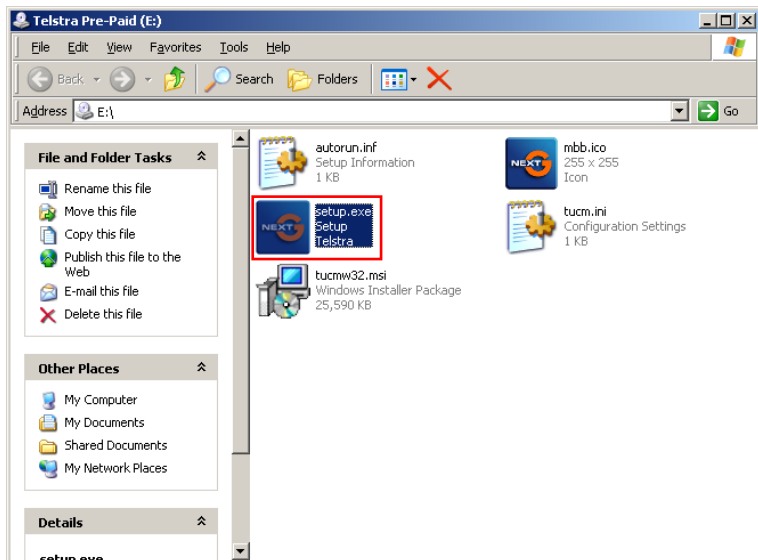 Telstra Pre-Paid (E:)
File Edit View Favorites Tools Help
Back Search Folders
Address E:\ Go
File and Folder Tasks
Rename this file
Move this file
Copy this file
Publish this file to the
Web
E-mail this file
Delete this file
Other Places
My Computer
My Documents
Shared Documents
My Network Places
Details
setup.exe
autorun.inf
Setup Information
1 KB
NEXT G
mbb.ico
255 x 255
Icon
NEXT G
setup.exe
Setup
Telstra
tucm.ini
Configuration Settings
1 KB
tucmw32.msi
Windows Installer Package
25,590 KB